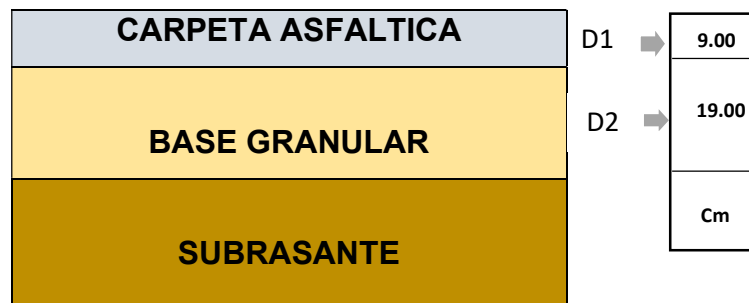 CARPETA ASFALTICA
D1
9.00
BASE GRANULAR
D2
19.00
SUBRASANTE
Cm